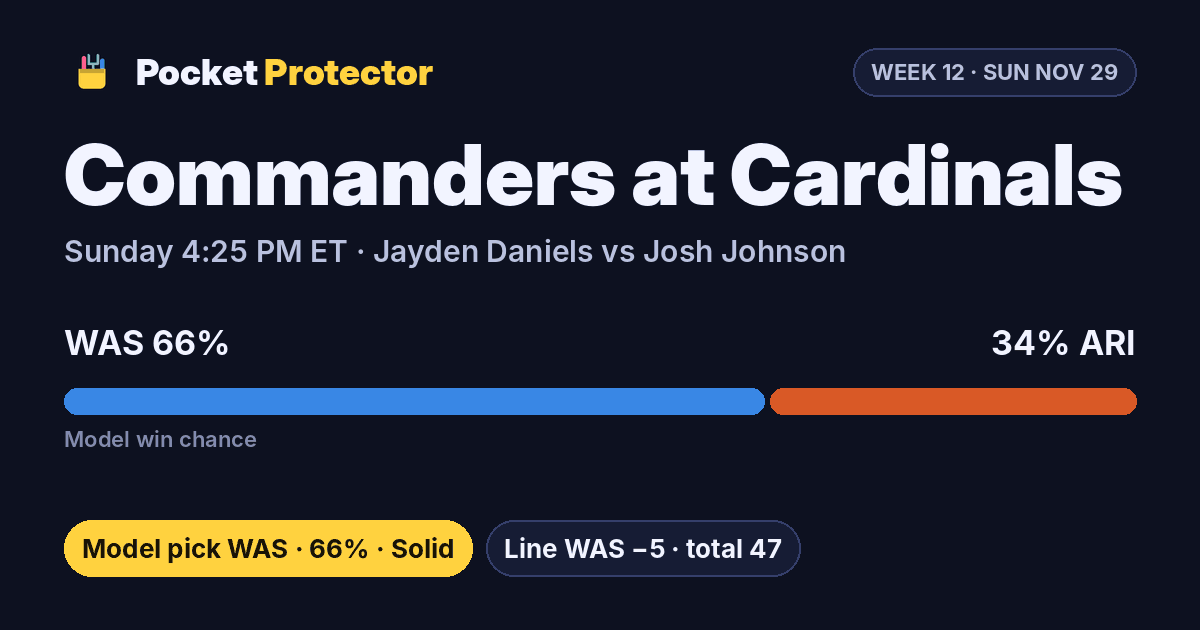 Pocket Protector
WEEK 12 · SUN NOV 29
Commanders at Cardinals
Sunday 4:25 PM ET · Jayden Daniels vs Josh Johnson
WAS 66%
34% ARI
Model win chance
Model pick WAS · 66% · Solid
Line WAS −5 · total 47